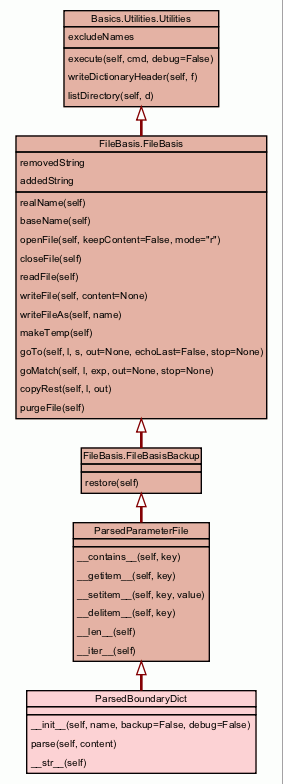 Basics.Utilities.Utilities
excludeNames
execute(self, cmd, debug=False)
writeDictionaryHeader(self, f)
listDirectory(self, d)
FileBasis.FileBasis
removedString
addedString
realName(self)
baseName(self)
openFile(self, keepContent=False, mode="r")
closeFile(self)
readFile(self)
writeFile(self, content=None)
writeFileAs(self, name)
makeTemp(self)
goTo(self, l, s, out=None, echoLast=False, stop=None)
goMatch(self, l, exp, out=None, stop=None)
copyRest(self, l, out)
purgeFile(self)
FileBasis.FileBasisBackup
restore(self)
ParsedParameterFile
__contains__(self, key)
__getitem__(self, key)
__setitem__(self, key, value)
__delitem__(self, key)
__len__(self)
__iter__(self)
ParsedBoundaryDict
__init__(self, name, backup=False, debug=False)
parse(self, content)
__str__(self)